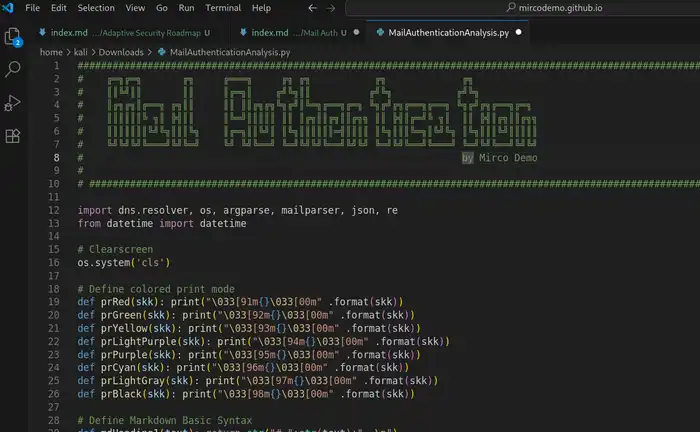 File Edit Selection View Go Run Terminal Help mircodemo.github.io
index.md .../Adaptive Security Roadmap U index.md .../Mail Auth U MailAuthenticationAnalysis.py
home > kali > Downloads > MailAuthenticationAnalysis.py
1
2 #
3 #
4 #
5 # Mail Authentication
6 #
7 #
8 # by Mirco Demo
9 #
10 #
11
12 import dns.resolver, os, argparse, mailparser, json, re
13 from datetime import datetime
14
15 # Clearscreen
16 os.system('cls')
17
18 # Define colored print mode
19 def prRed(skk): print("\033[91m{}\033[00m" .format(skk))
20 def prGreen(skk): print("\033[92m{}\033[00m" .format(skk))
21 def prYellow(skk): print("\033[93m{}\033[00m" .format(skk))
22 def prLightPurple(skk): print("\033[94m{}\033[00m" .format(skk))
23 def prPurple(skk): print("\033[95m{}\033[00m" .format(skk))
24 def prCyan(skk): print("\033[96m{}\033[00m" .format(skk))
25 def prLightGray(skk): print("\033[97m{}\033[00m" .format(skk))
26 def prBlack(skk): print("\033[98m{}\033[00m" .format(skk))
27
28 # Define Markdown Basic Syntax